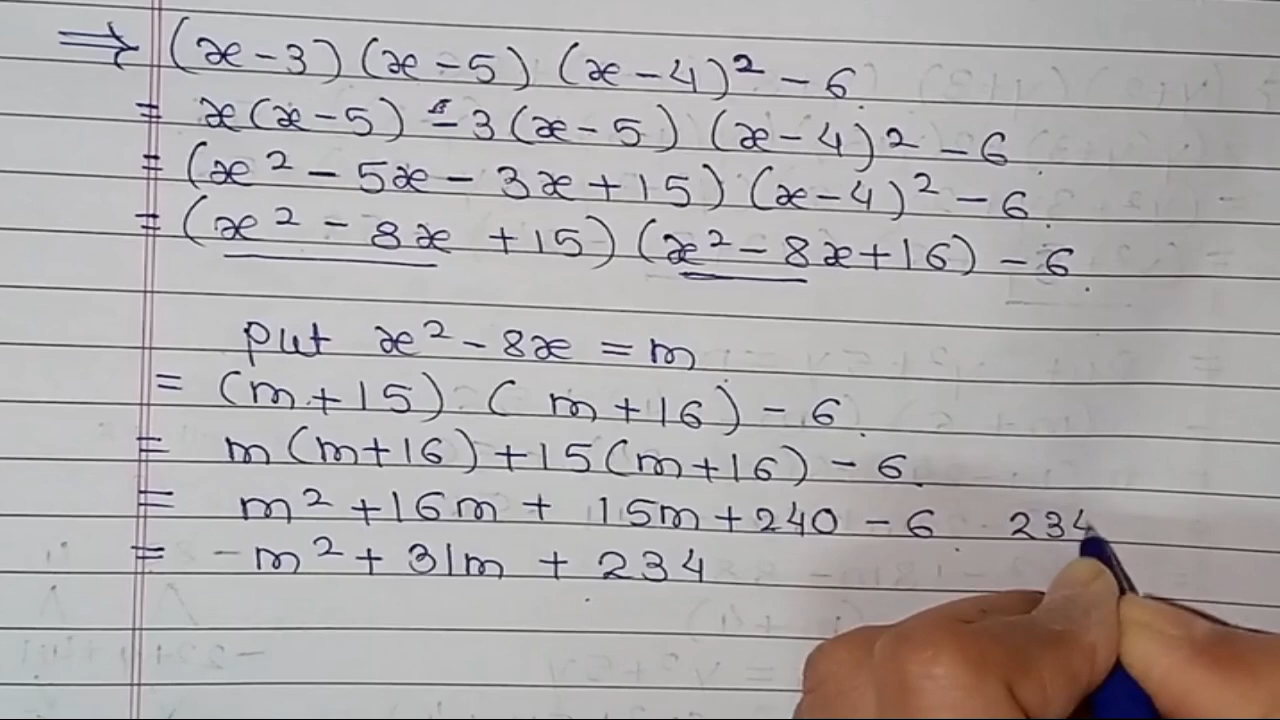 ⇒ (x - 3) (x - 5) (x - 4)² - 6
= x(x - 5) - 3(x - 5) (x - 4)² - 6
= (x² - 5x - 3x + 15) (x - 4)² - 6
= (x² - 8x + 15) (x² - 8x + 16) - 6
put x² - 8x = m
= (m + 15) (m + 16) - 6
= m(m + 16) + 15(m + 16) - 6
= m² + 16m + 15m + 240 - 6 234
= m² + 31m + 234